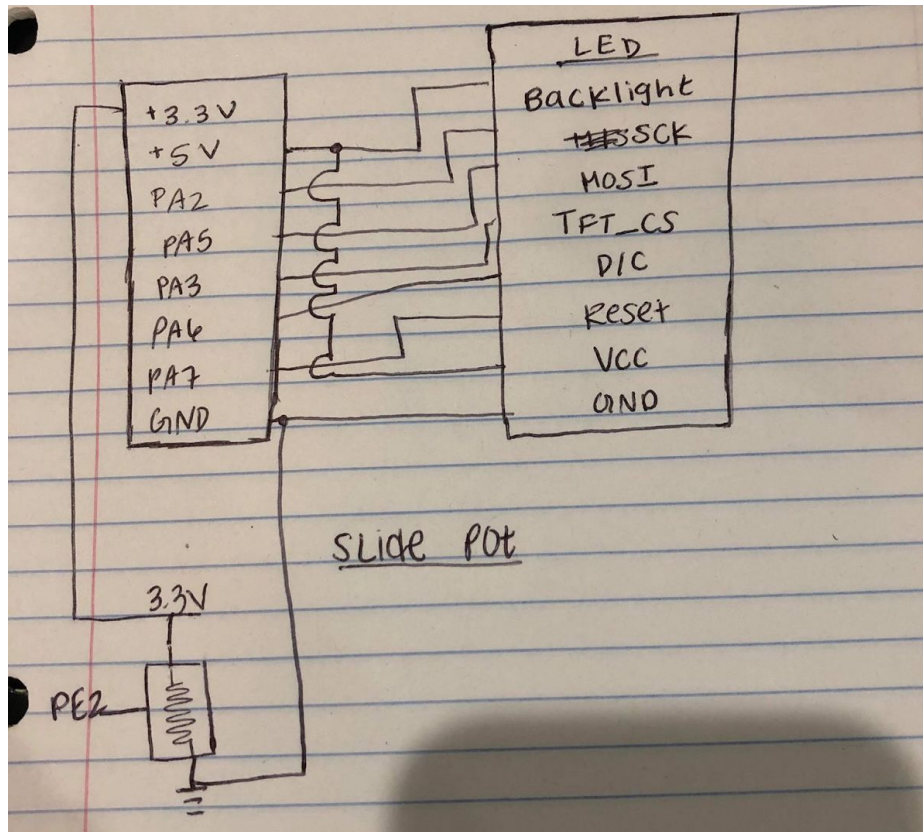 +3.3V
+5V
PA2
PA5
PA3
PA6
PA7
GND
LED
Backlight
SCK
MOSI
TFT_CS
D/C
Reset
VCC
GND
Slide Pot
3.3V
PE2